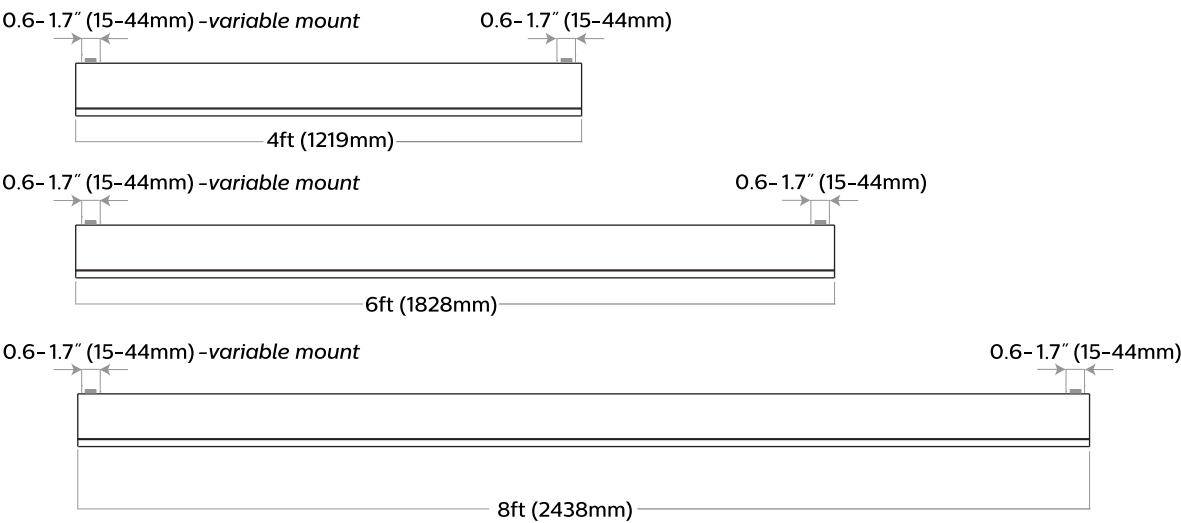 0.6-1.7″ (15-44mm) -variable mount
0.6-1.7″ (15-44mm)
4ft (1219mm)
0.6-1.7″ (15-44mm) -variable mount
0.6-1.7″ (15-44mm)
6ft (1828mm)
0.6-1.7″ (15-44mm) -variable mount
0.6-1.7″ (15-44mm)
8ft (2438mm)